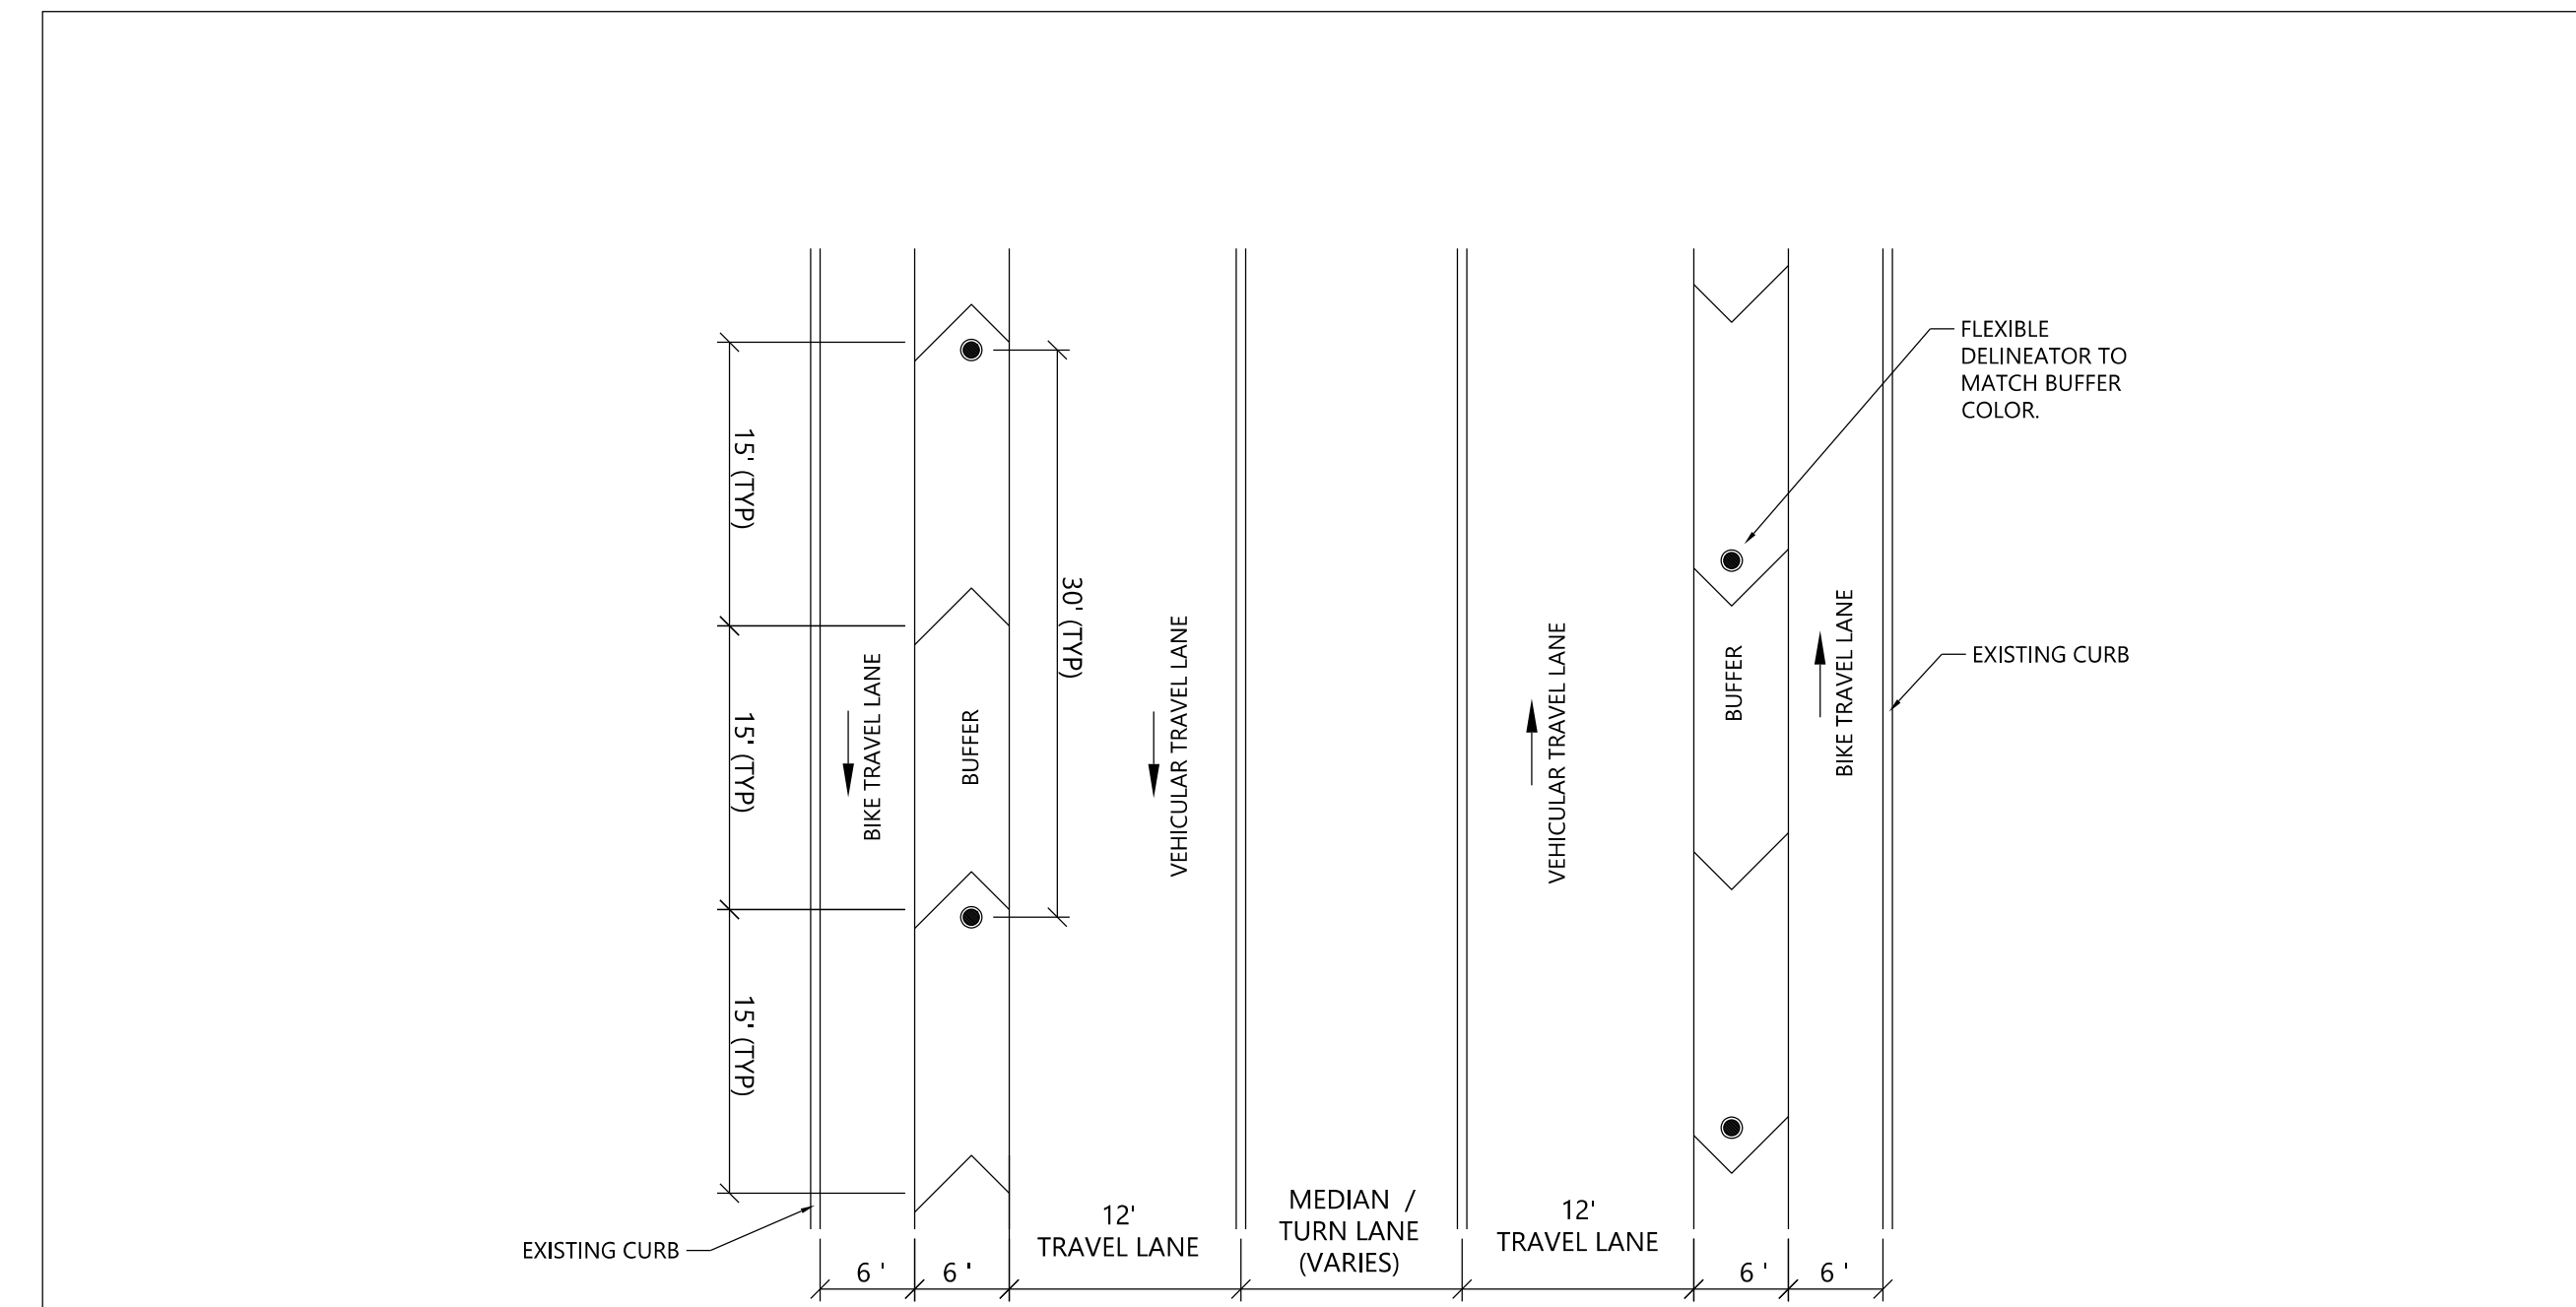 FLEXIBLE
DELINEATOR TO
MATCH BUFFER
COLOR.
15' (TYP)
30' (TYP)
VEHICULAR TRAVEL LANE
VEHICULAR TRAVEL LANE
BIKE TRAVEL LANE
BUFFER
EXISTING CURB
BIKE TRAVEL LANE
BUFFER
15' (TYP)
15' (TYP)
12'
TRAVEL LANE
MEDIAN /
TURN LANE
(VARIES)
12'
TRAVEL LANE
EXISTING CURB
6 '
6 '
6 '
6 '